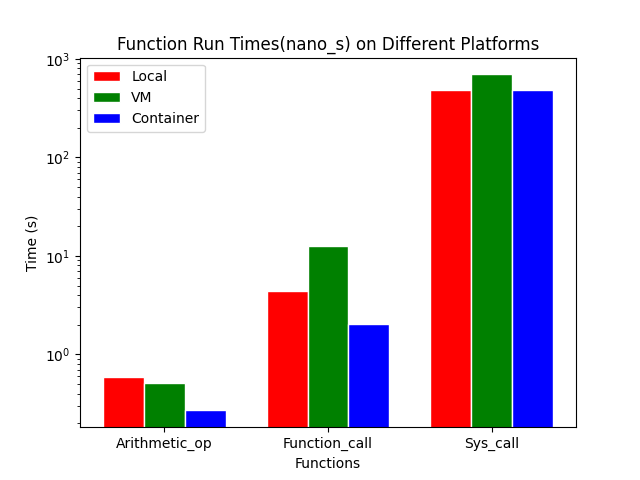 Function Run Times(nano_s) on Different Platforms
Local
VM
Container
Time (s)
10³
10²
10¹
10⁰
Arithmetic_op
Function_call
Sys_call
Functions